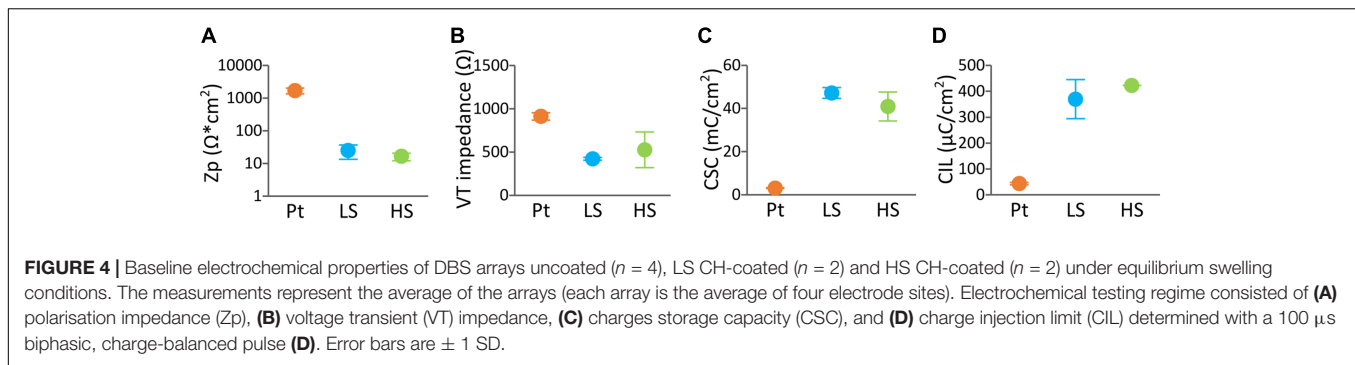 A
Zp (Ω*cm2)
10000
1000
100
10
1
Pt LS HS
B
VT impedance (Ω)
1500
1000
500
0
Pt LS HS
C
CSC (mC/cm2)
60
40
20
0
Pt LS HS
D
CIL (µC/cm2)
500
400
300
200
100
0
Pt LS HS
FIGURE 4 | Baseline electrochemical properties of DBS arrays uncoated (n = 4), LS CH-coated (n = 2) and HS CH-coated (n = 2) under equilibrium swelling
conditions. The measurements represent the average of the arrays (each array is the average of four electrode sites). Electrochemical testing regime consisted of (A)
polarisation impedance (Zp), (B) voltage transient (VT) impedance, (C) charges storage capacity (CSC), and (D) charge injection limit (CIL) determined with a 100 µs
biphasic, charge-balanced pulse (D). Error bars are ± 1 SD.